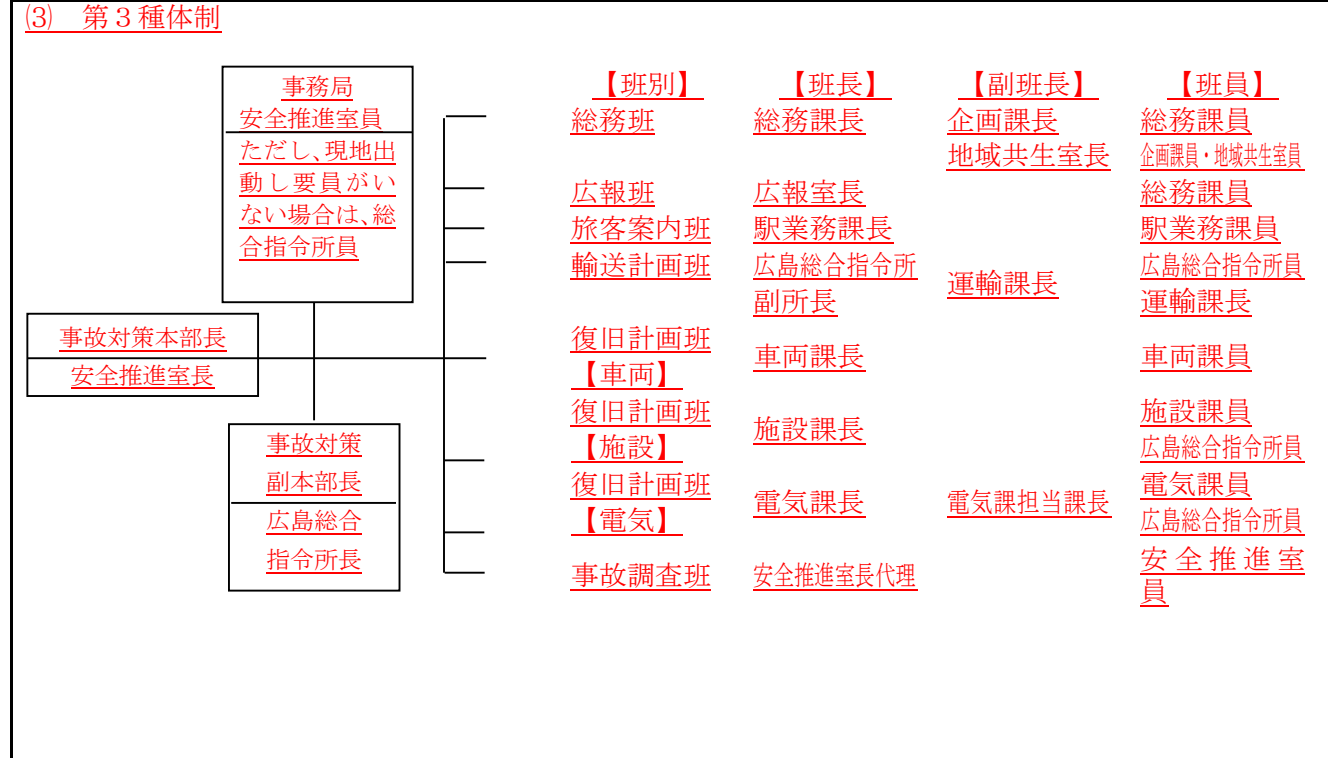 ⑶　第３種体制
事務局
安全推進室員
ただし、現地出
動し要員がい
ない場合は、総
合指令所員
事故対策本部長
安全推進室長
事故対策
副本部長
広島総合
指令所長
【班別】 【班長】 【副班長】 【班員】
総務班 総務課長 企画課長 総務課員
地域共生室長 企画課員・地域共生室員
広報班 広報室長 総務課員
旅客案内班 駅業務課長 駅業務課員
輸送計画班 広島総合指令所 運輸課長 広島総合指令所員
副所長 運輸課長
復旧計画班 車両課長 車両課員
【車両】
復旧計画班 施設課長 施設課員
【施設】 広島総合指令所員
復旧計画班 電気課長 電気課担当課長 電気課員
【電気】 広島総合指令所員
事故調査班 安全推進室長代理 安全推進室
員